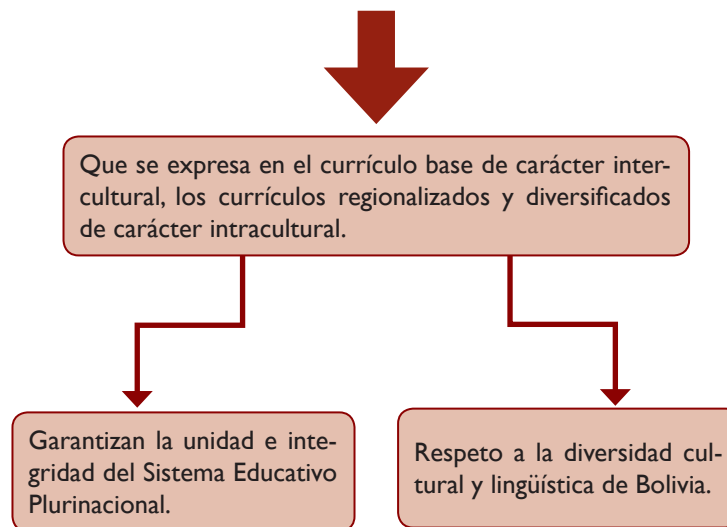 Que se expresa en el currículo base de carácter inter-
cultural, los currículos regionalizados y diversificados
de carácter intracultural.
Garantizan la unidad e inte-
gridad del Sistema Educativo
Plurinacional.
Respeto a la diversidad cul-
tural y lingüística de Bolivia.